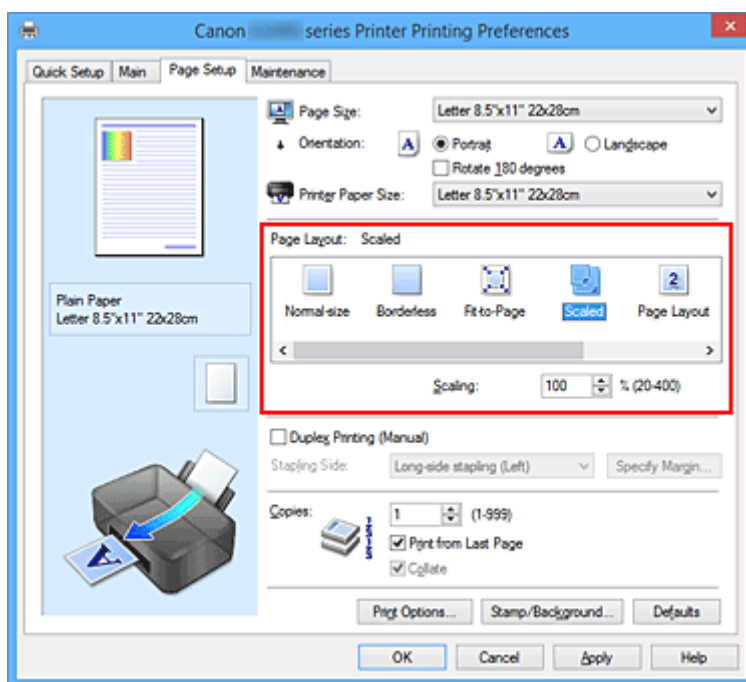 Canon series Printer Printing Preferences
Quick Setup Main Page Setup Maintenance
Page Size: Letter 8.5"x11" 22x28cm
Orientation: A Portrait A Landscape
Rotate 180 degrees
Printer Paper Size: Letter 8.5"x11" 22x28cm
Page Layout: Scaled
Normal-size Borderless Fit-to-Page Scaled 2 Page Layout
Scaling: 100 % (20-400)
Plain Paper
Letter 8.5"x11" 22x28cm
Duplex Printing (Manual)
Stapling Side: Long-side stapling (Left) Specify Margin...
Copies: 1 (1-999)
Print from Last Page
Collate
A
Print Options... Stamp/Background... Defaults
OK Cancel Apply Help